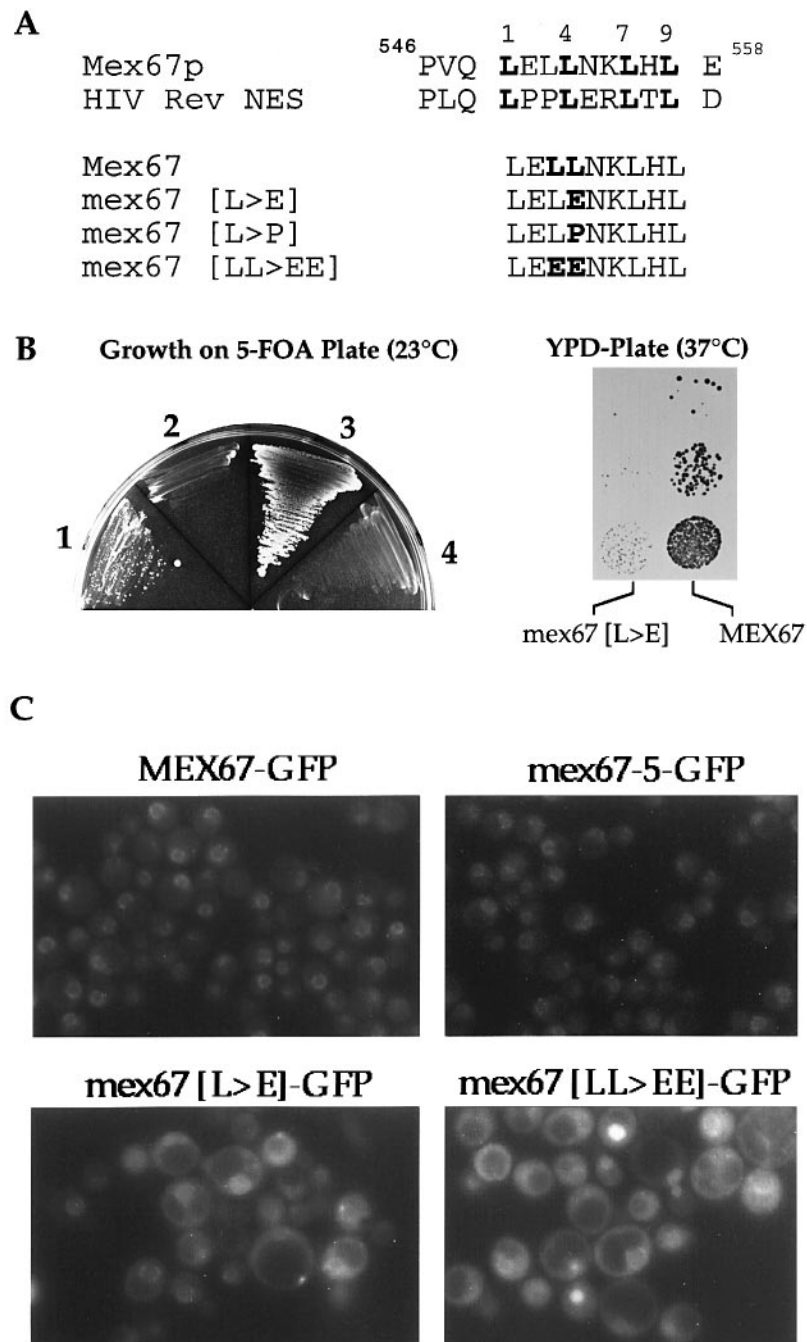 A
1 4 7 9
Mex67p 546 PVQ LELLNKLHL E 558
HIV Rev NES PLQ LPPLERLTL D
Mex67 LELLNKLHL
mex67 [L>E] LELENKLHL
mex67 [L>P] LELPNKLHL
mex67 [LL>EE] LEEENKLHL
B
Growth on 5-FOA Plate (23°C)
YPD-Plate (37°C)
1
2
3
4
mex67 [L>E] MEX67
C
MEX67-GFP
mex67-5-GFP
mex67 [L>E]-GFP
mex67 [LL>EE]-GFP